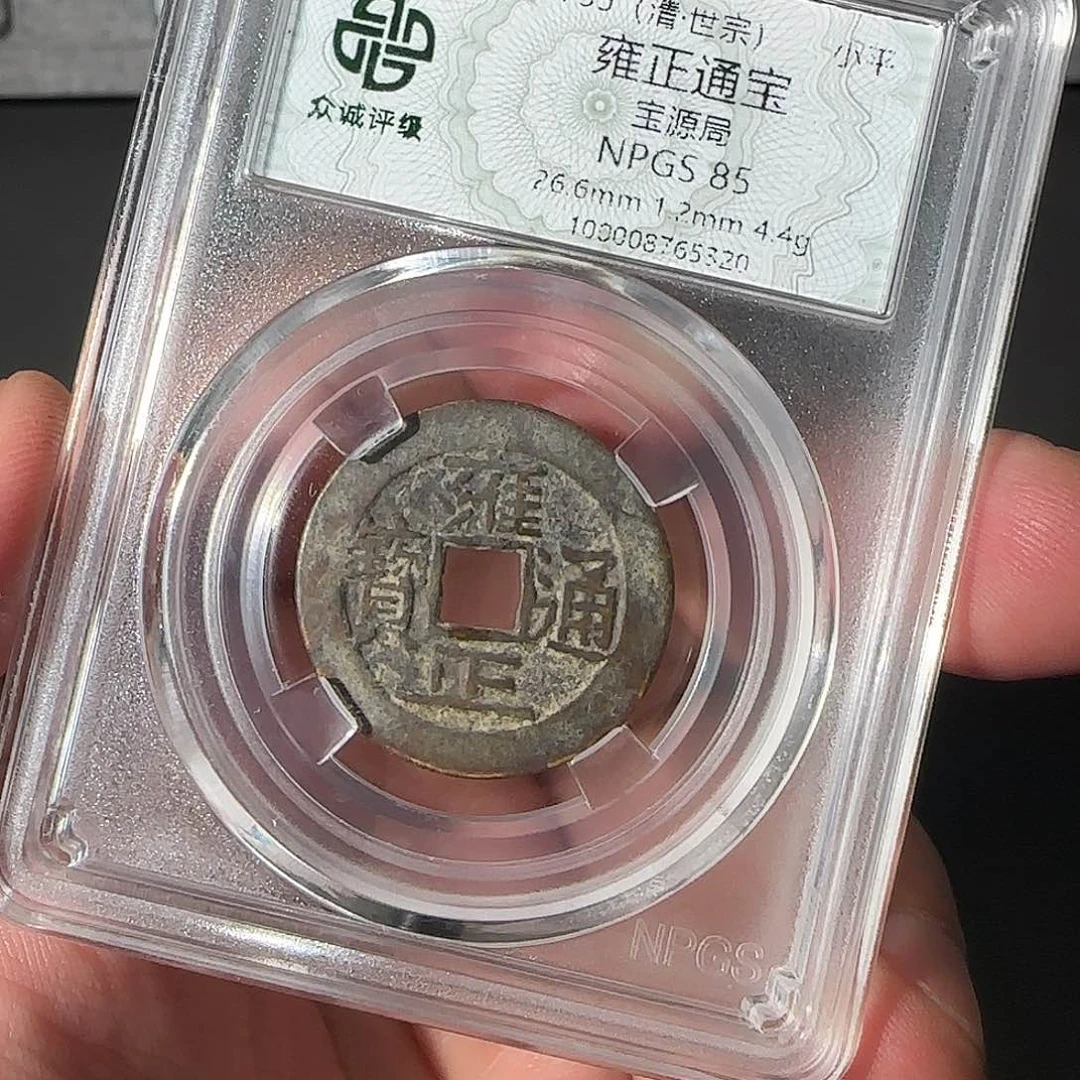 (清·世宗)
小平
雍正通宝
宝源局
NPGS 85
26.6mm 1.2mm 4.4g
100008765320
众诚评级
雍正通寶
NPGS